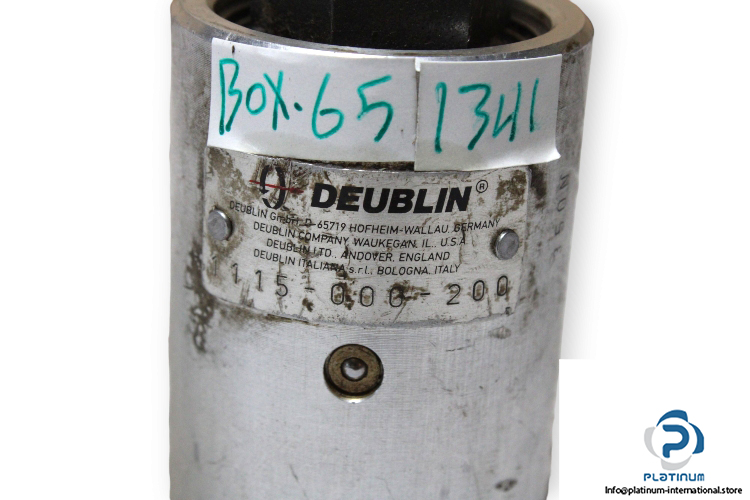 BOX.65 1341
DEUBLIN®
DEUBLIN GmbH, D-65719 HOFHEIM-WALLAU, GERMANY
DEUBLIN COMPANY, WAUKEGAN, IL., U.S.A
DEUBLIN LTD., ANDOVER, ENGLAND
DEUBLIN ITALIANA s.r.l., BOLOGNA, ITALY
115-000-200
PLATINUM
Info@platinum-international.store